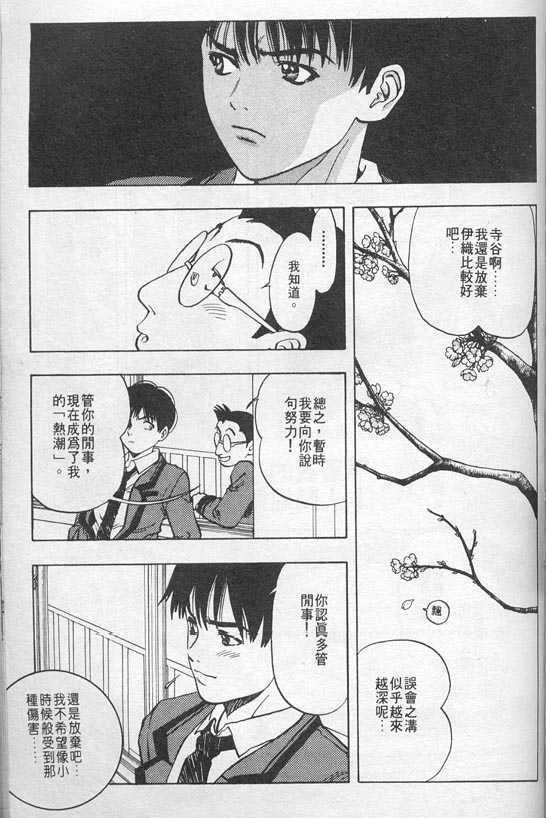 寺谷啊……
我還是放棄
伊織比較好
吧…
飄
誤會之溝
似乎越來
越深呢…
………
我知道。
總之，暫時
我要向你說
句努力！
管你的閒事，
現在成為了我
的「熱潮」。
你認真多管
閒事！
還是放棄吧…
我不希望像小
時候般受到那
種傷害……